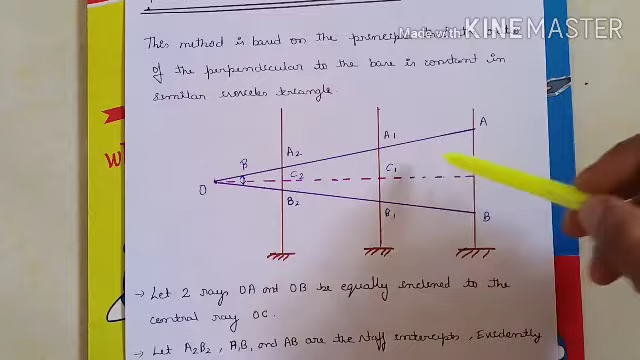 This method is based on the principle that the
Made with KINEMASTER
of the perpendicular to the base is constant in
similar isosceles triangle.
A
A1
A2
β
C2
C1
O
B2
B1
B
→ Let 2 rays OA and OB be equally inclined to the
central ray OC.
→ Let A2B2, A1B1 and AB are the staff intercepts, Evidently